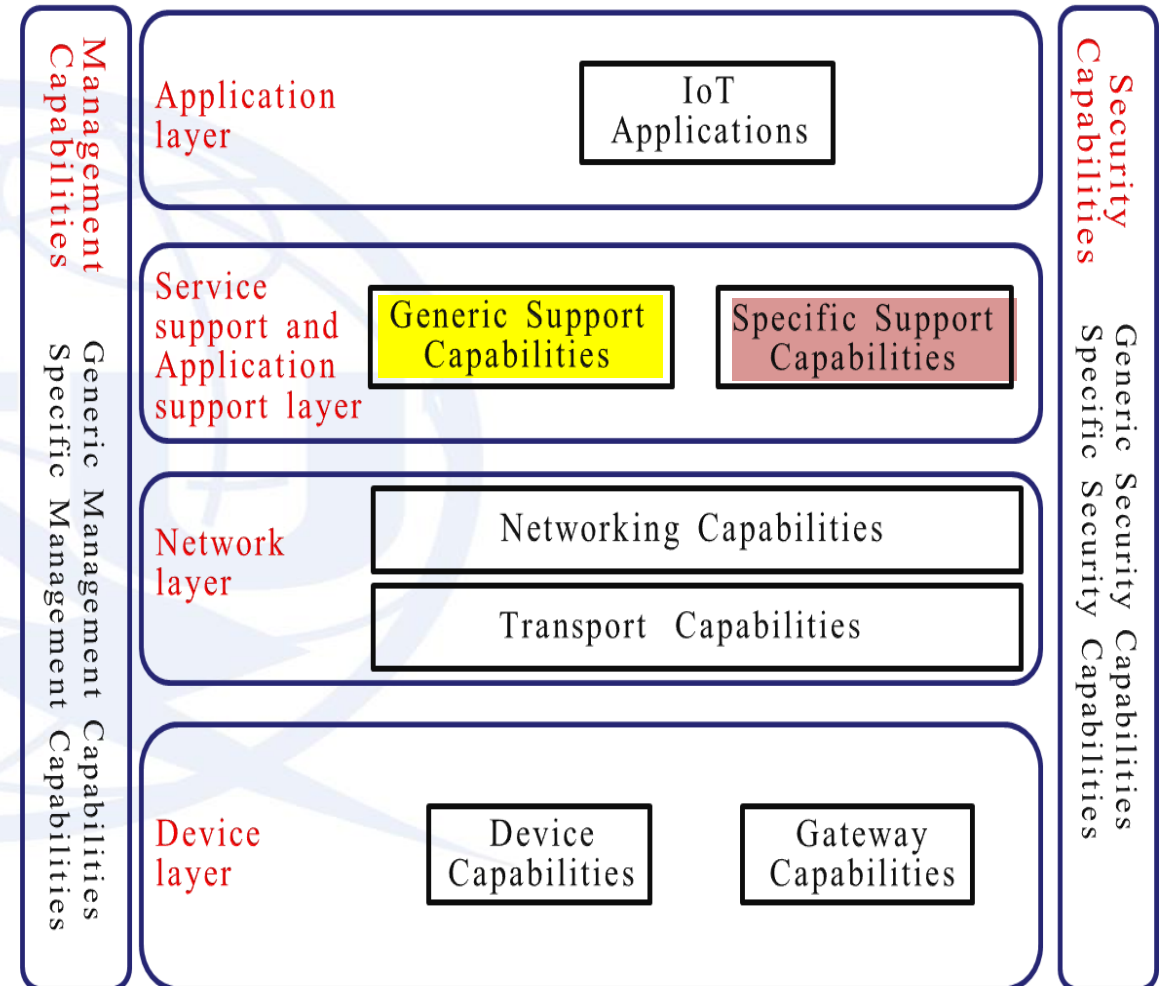 Management
Capabilities
Generic Management Capabilities
Specific Management Capabilities
Application
layer
IoT
Applications
Service
support and
Application
support layer
Generic Support
Capabilities
Specific Support
Capabilities
Network
layer
Networking Capabilities
Transport Capabilities
Device
layer
Device
Capabilities
Gateway
Capabilities
Security
Capabilities
Generic Security Capabilities
Specific Security Capabilities